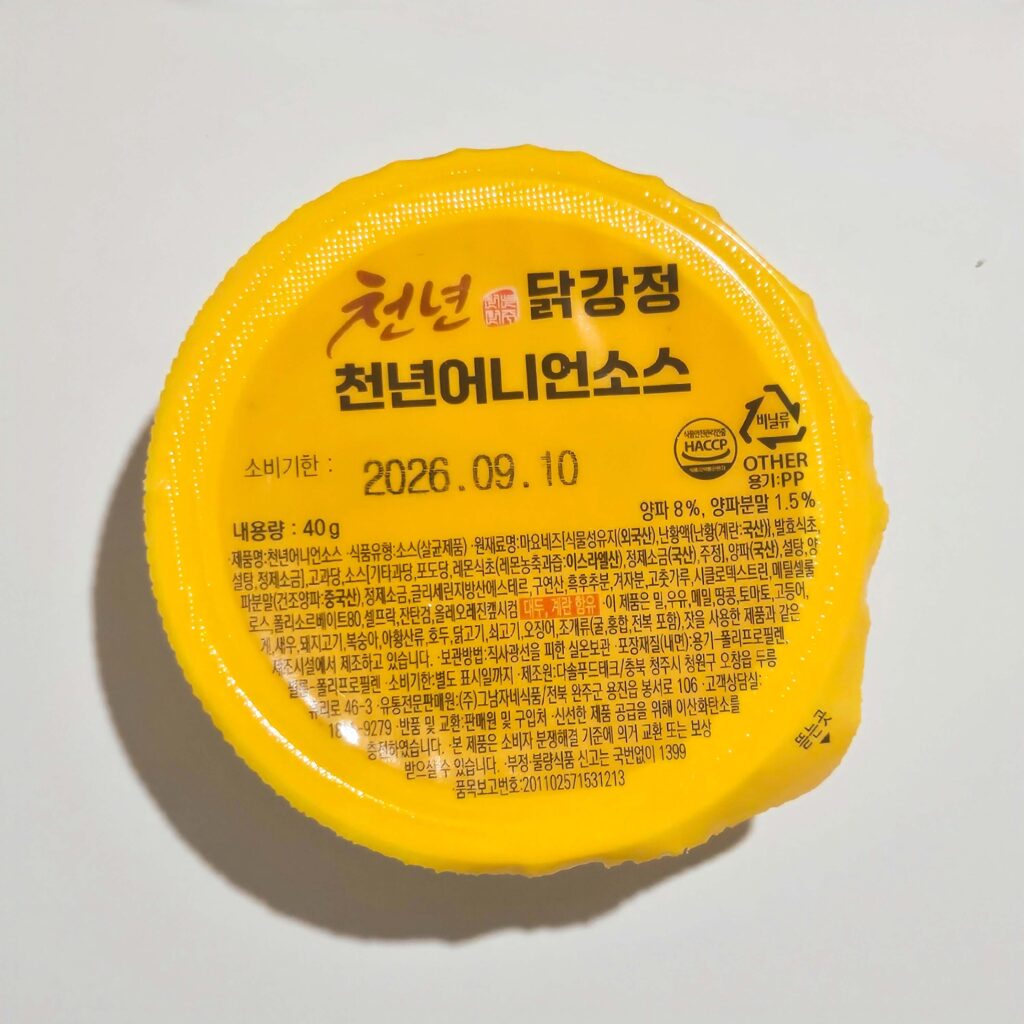 천년 닭강정
천년어니언소스
비닐류
식품안전관리인증
HACCP
식품의약품안전처
OTHER
용기:PP
소비기한 : 2026.09.10
양파 8%, 양파분말 1.5%
내용량 : 40g
·제품명:천년어니언소스 ·식품유형:소스(살균제품) ·원재료명:마요네즈[식물성유지(외국산),난황액[난황(계란:국산)],발효식초,
설탕,정제소금],고과당,소스[기타과당,포도당,레몬식초(레몬농축과즙:이스라엘산),정제소금(국산),주정],양파(국산),설탕,양
파분말(건조양파:중국산),정제소금,글리세린지방산에스테르,구연산,흑후추분,겨자분,고춧가루,시클로덱스트린,메틸셀룰
로스,폴리소르베이트80,쉘프락,잔탄검,올레오레진캪시컴 대두, 계란 함유 ·이 제품은 밀,우유,메밀,땅콩,토마토,고등어,
게,새우,돼지고기,복숭아,아황산류,호두,닭고기,쇠고기,오징어,조개류(굴,홍합,전복 포함),잣을 사용한 제품과 같은
제조시설에서 제조하고 있습니다. ·보관방법:직사광선을 피한 실온보관 ·포장재질(내면):용기-폴리프로필렌,
폴리프로필렌 ·소비기한:별도 표시일까지 ·제조원:다솔푸드테크/충북 청주시 청원구 오창읍 두릉
유리로 46-3 ·유통전문판매원:(주)그남자네식품/전북 완주군 용진읍 봉서로 106 ·고객상담실:
-9279 ·반품 및 교환:판매원 및 구입처 ·신선한 제품 공급을 위해 이산화탄소를
충전하였습니다. ·본 제품은 소비자 분쟁해결 기준에 의거 교환 또는 보상
받으실 수 있습니다. ·부정·불량식품 신고는 국번없이 1399
·품목보고번호:201102571531213
뜯는곳